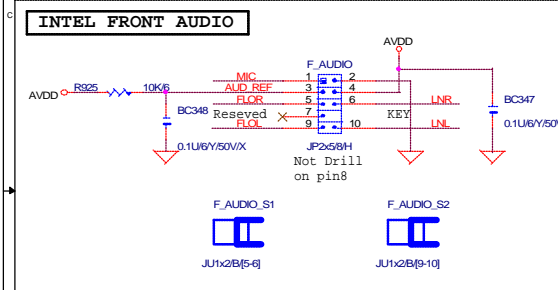 C
INTEL FRONT AUDIO
AVDD
F_AUDIO
MIC 1 2
AVDD R925 10K/6 AUD_REF 3 4
FLOR 5 6 LNR
BC348 Reseved 7 KEY BC347
FLOL 9 10 LNL
0.1U/6/Y/50V/X JP2x5/8/H 0.1U/6/Y/50V
Not Drill
on pin8
F_AUDIO_S1 F_AUDIO_S2
JU1x2/B/[5-6] JU1x2/B/[9-10]